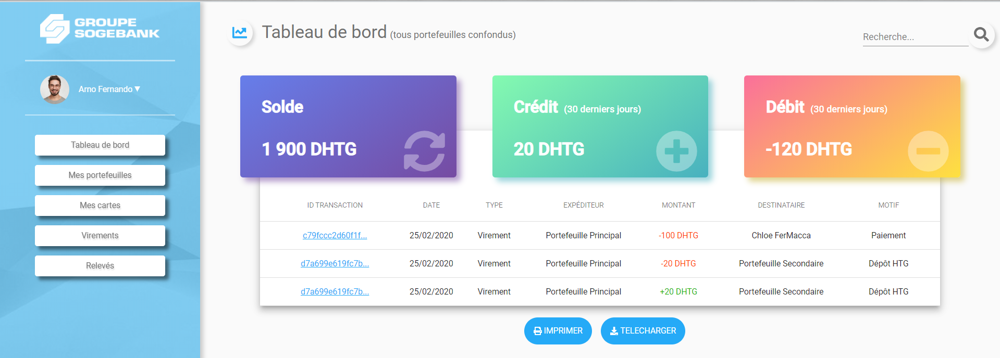 GROUPE
SOGEBANK
Arno Fernando
Tableau de bord
Mes portefeuilles
Mes cartes
Virements
Relevés
Tableau de bord (tous portefeuilles confondus)
Recherche...
Solde
1 900 DHTG
Crédit (30 derniers jours)
20 DHTG
Débit (30 derniers jours)
-120 DHTG
ID TRANSACTION DATE TYPE EXPÉDITEUR MONTANT DESTINATAIRE MOTIF
c79fccc2d60f1f... 25/02/2020 Virement Portefeuille Principal -100 DHTG Chloe FerMacca Paiement
d7a699e619fc7b... 25/02/2020 Virement Portefeuille Principal -20 DHTG Portefeuille Secondaire Dépôt HTG
d7a699e619fc7b... 25/02/2020 Virement Portefeuille Principal +20 DHTG Portefeuille Secondaire Dépôt HTG
IMPRIMER
TELECHARGER